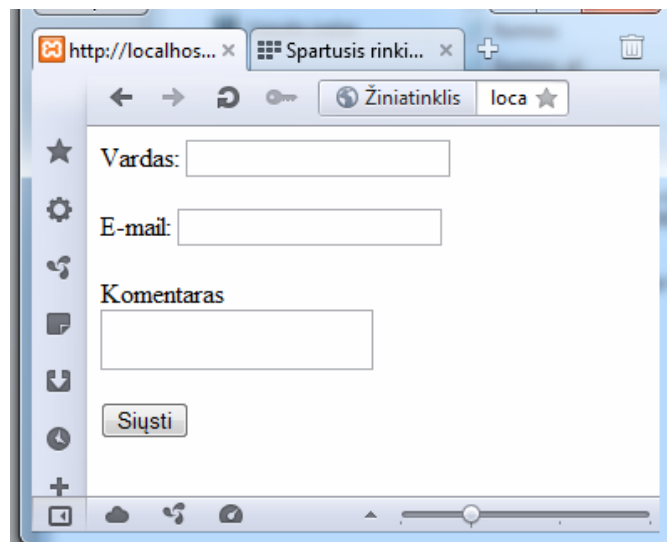 http://localhos...
Spartusis rinki...
Žiniatinklis
loca
Vardas:
E-mail:
Komentaras
Siųsti